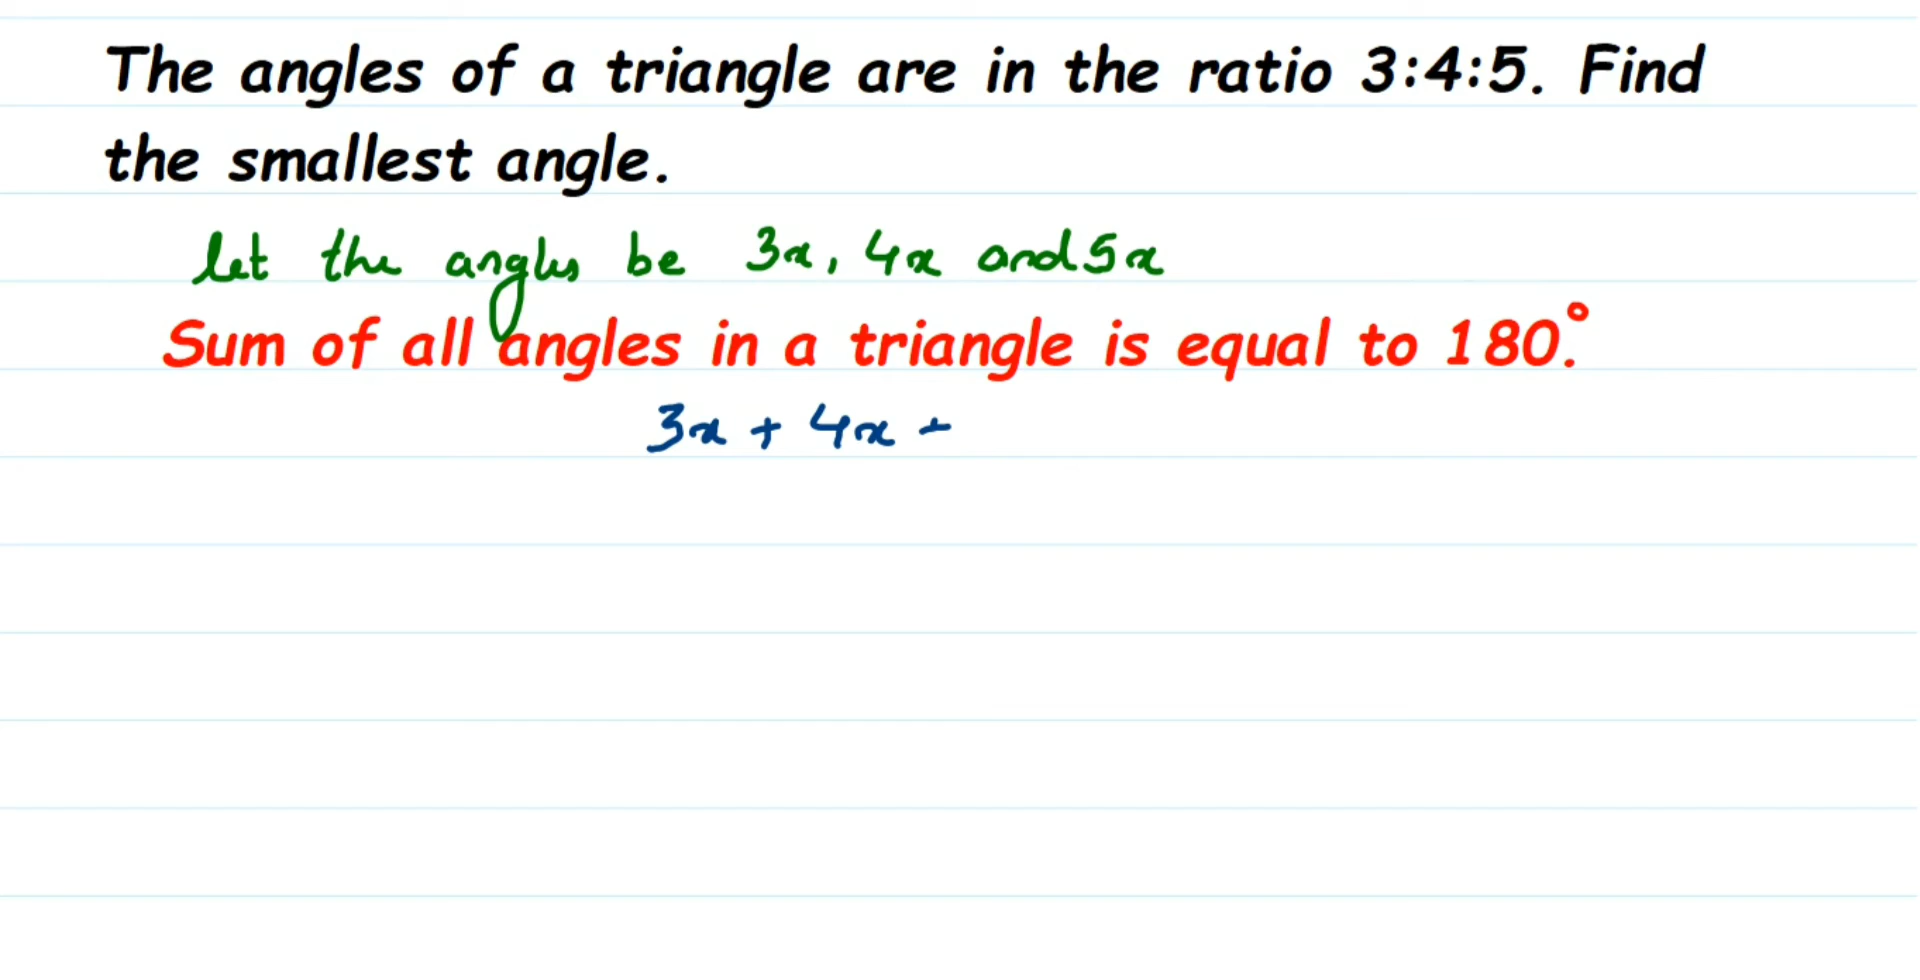 The angles of a triangle are in the ratio 3:4:5. Find
the smallest angle.
let the angles be 3x, 4x and 5x
Sum of all angles in a triangle is equal to 180°.
3x + 4x +